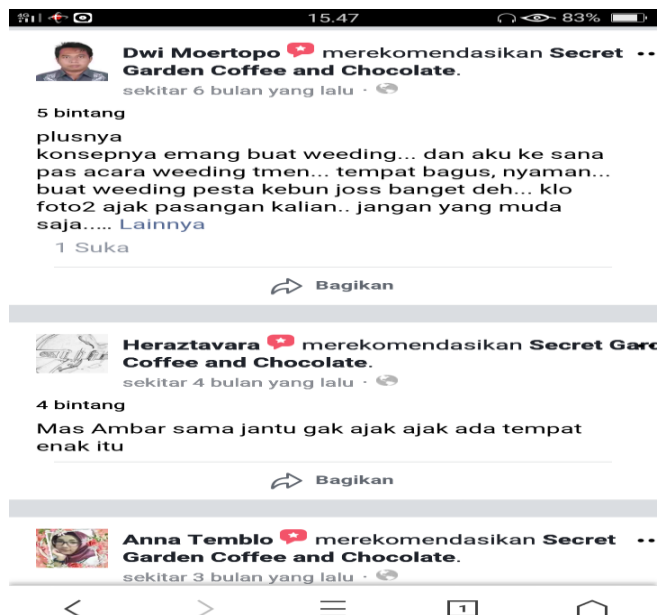 4G 15.47 83%
Dwi Moertopo merekomendasikan Secret ..
Garden Coffee and Chocolate.
sekitar 6 bulan yang lalu ·
5 bintang
plusnya
konsepnya emang buat weeding... dan aku ke sana
pas acara weeding tmen... tempat bagus, nyaman...
buat weeding pesta kebun joss banget deh... klo
foto2 ajak pasangan kalian.. jangan yang muda
saja..... Lainnya
1 Suka
Bagikan
Heraztavara merekomendasikan Secret Gard
Coffee and Chocolate.
sekitar 4 bulan yang lalu ·
4 bintang
Mas Ambar sama jantu gak ajak ajak ada tempat
enak itu
Bagikan
Anna Temblo merekomendasikan Secret ..
Garden Coffee and Chocolate.
sekitar 3 bulan yang lalu ·
1